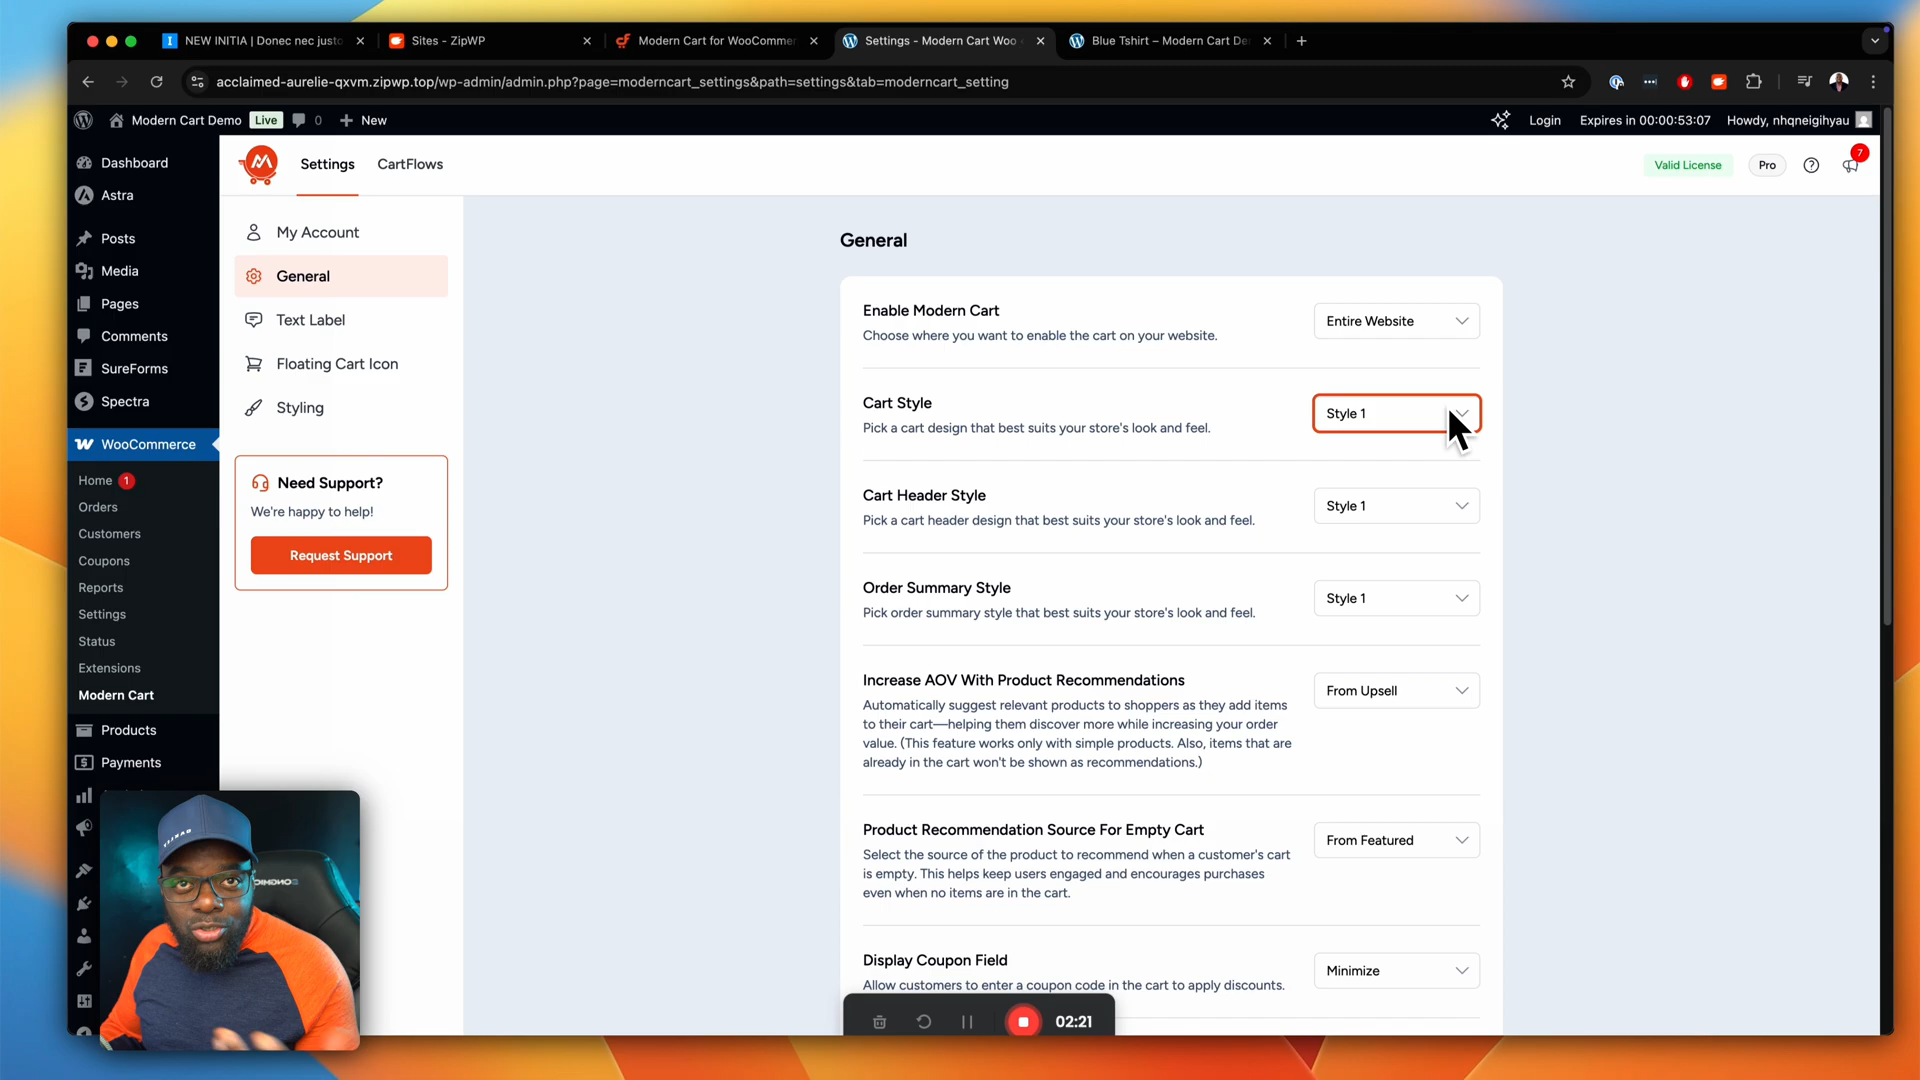 NEW INITIA | Donec nec justo
Sites - ZipWP
Modern Cart for WooCommer
Settings - Modern Cart Woo
Blue Tshirt – Modern Cart De
acclaimed-aurelie-qxvm.zipwp.top/wp-admin/admin.php?page=moderncart_settings&path=settings&tab=moderncart_setting
Modern Cart Demo
Live
0
New
Login
Expires in 00:00:53:07
Howdy, nhqneigihyau
Dashboard
Astra
Posts
Media
Pages
Comments
SureForms
Spectra
WooCommerce
Home 1
Orders
Customers
Coupons
Reports
Settings
Status
Extensions
Modern Cart
Products
Payments
Settings
CartFlows
Valid License
Pro
7
My Account
General
Text Label
Floating Cart Icon
Styling
Need Support?
We're happy to help!
Request Support
General
Enable Modern Cart
Choose where you want to enable the cart on your website.
Entire Website
Cart Style
Pick a cart design that best suits your store's look and feel.
Style 1
Cart Header Style
Pick a cart header design that best suits your store's look and feel.
Style 1
Order Summary Style
Pick order summary style that best suits your store's look and feel.
Style 1
Increase AOV With Product Recommendations
Automatically suggest relevant products to shoppers as they add items
to their cart—helping them discover more while increasing your order
value. (This feature works only with simple products. Also, items that are
already in the cart won't be shown as recommendations.)
From Upsell
Product Recommendation Source For Empty Cart
Select the source of the product to recommend when a customer's cart
is empty. This helps keep users engaged and encourages purchases
even when no items are in the cart.
From Featured
Display Coupon Field
Allow customers to enter a coupon code in the cart to apply discounts.
Minimize
02:21